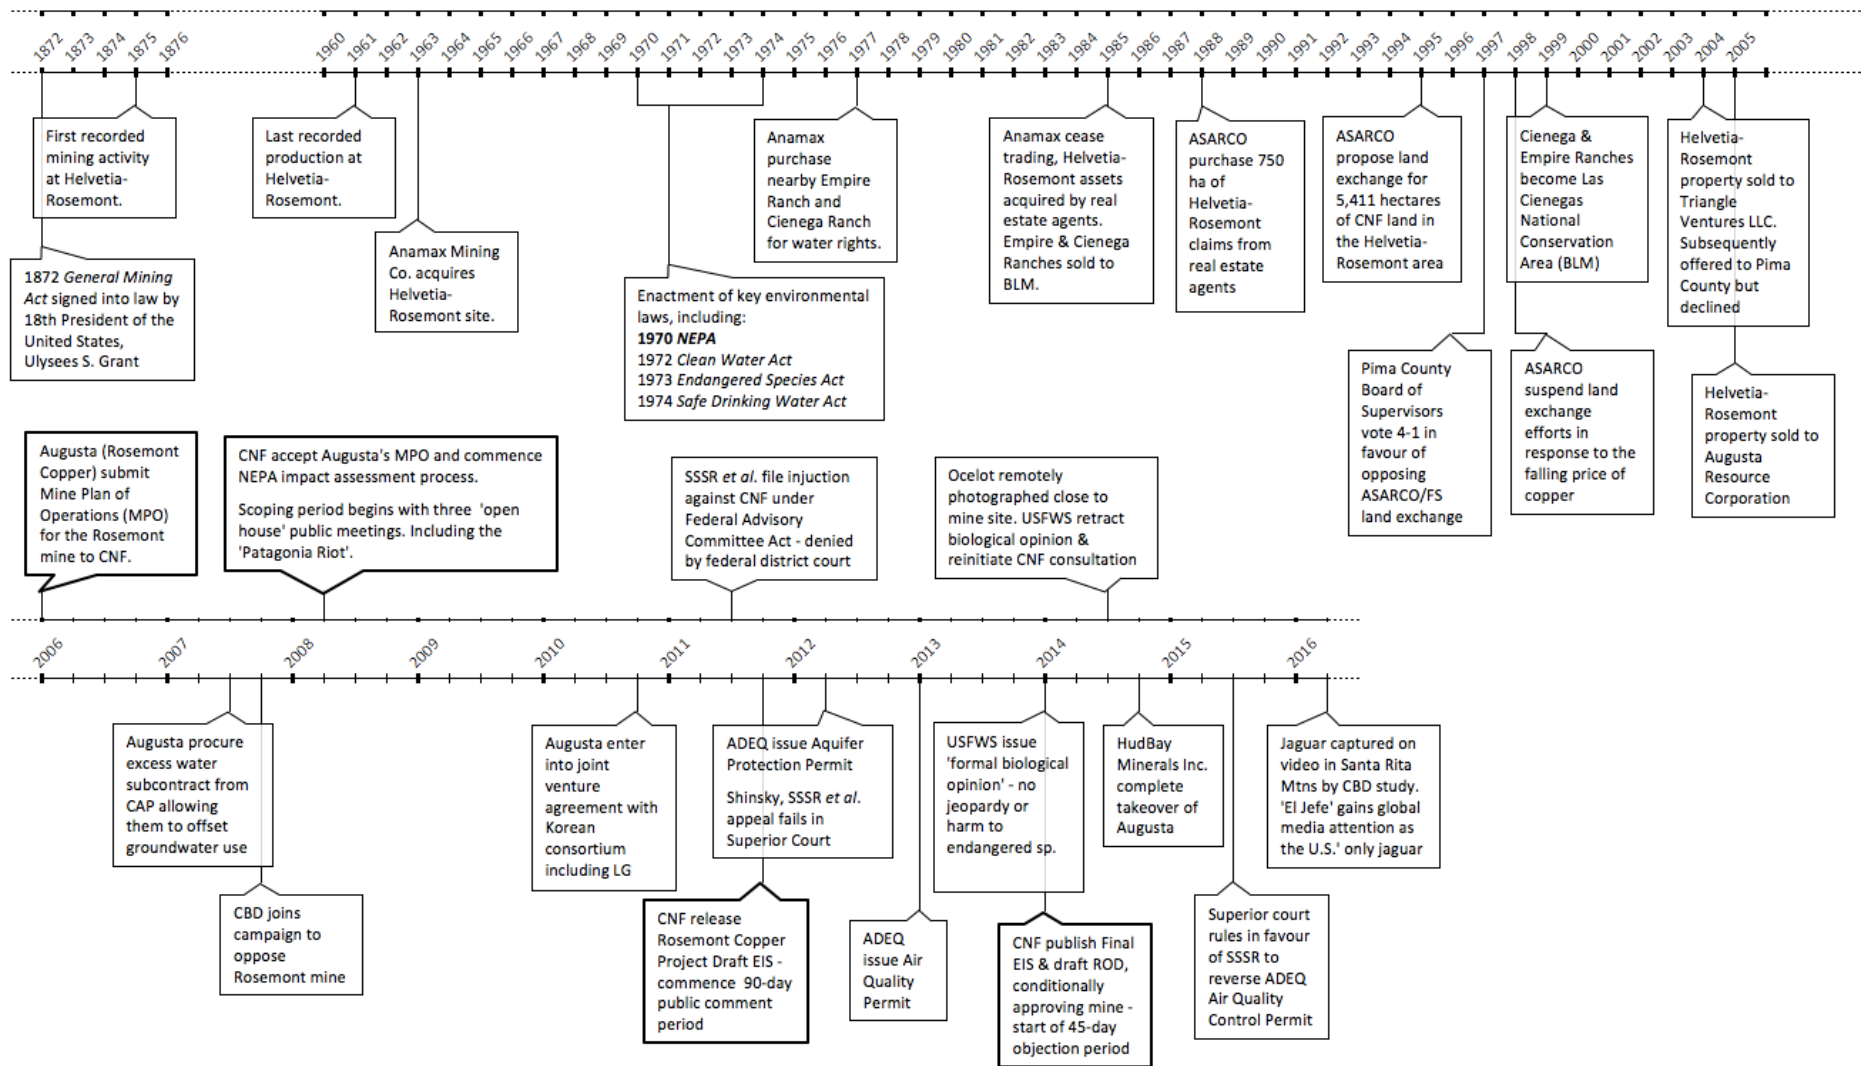 1872 1873 1874 1875 1876 1960 1961 1962 1963 1964 1965 1966 1967 1968 1969 1970 1971 1972 1973 1974 1975 1976 1977 1978 1979 1980 1981 1982 1983 1984 1985 1986 1987 1988 1989 1990 1991 1992 1993 1994 1995 1996 1997 1998 1999 2000 2001 2002 2003 2004 2005
First recorded
mining activity
at Helvetia-
Rosemont.
Last recorded
production at
Helvetia-
Rosemont.
Anamax
purchase
nearby Empire
Ranch and
Cienega Ranch
for water rights.
Anamax cease
trading, Helvetia-
Rosemont assets
acquired by real
estate agents.
Empire & Cienega
Ranches sold to
BLM.
ASARCO
purchase 750
ha of
Helvetia-
Rosemont
claims from
real estate
agents
ASARCO
propose land
exchange for
5,411 hectares
of CNF land in
the Helvetia-
Rosemont area
Cienega &
Empire Ranches
become Las
Cienegas
National
Conservation
Area (BLM)
Helvetia-
Rosemont
property sold to
Triangle
Ventures LLC.
Subsequently
offered to Pima
County but
declined
1872 General Mining
Act signed into law by
18th President of the
United States,
Ulysees S. Grant
Anamax Mining
Co. acquires
Helvetia-
Rosemont site.
Enactment of key environmental
laws, including:
1970 NEPA
1972 Clean Water Act
1973 Endangered Species Act
1974 Safe Drinking Water Act
Pima County
Board of
Supervisors
vote 4-1 in
favour of
opposing
ASARCO/FS
land exchange
ASARCO
suspend land
exchange
efforts in
response to the
falling price of
copper
Helvetia-
Rosemont
property sold to
Augusta
Resource
Corporation
Augusta (Rosemont
Copper) submit
Mine Plan of
Operations (MPO)
for the Rosemont
mine to CNF.
CNF accept Augusta's MPO and commence
NEPA impact assessment process.
Scoping period begins with three 'open
house' public meetings. Including the
'Patagonia Riot'.
SSSR et al. file injuction
against CNF under
Federal Advisory
Committee Act - denied
by federal district court
Ocelot remotely
photographed close to
mine site. USFWS retract
biological opinion &
reinitiate CNF consultation
2006 2007 2008 2009 2010 2011 2012 2013 2014 2015 2016
Augusta procure
excess water
subcontract from
CAP allowing
them to offset
groundwater use
Augusta enter
into joint
venture
agreement with
Korean
consortium
including LG
ADEQ issue Aquifer
Protection Permit
Shinsky, SSSR et al.
appeal fails in
Superior Court
USFWS issue
'formal biological
opinion' - no
jeopardy or
harm to
endangered sp.
HudBay
Minerals Inc.
complete
takeover of
Augusta
Jaguar captured on
video in Santa Rita
Mtns by CBD study.
'El Jefe' gains global
media attention as
the U.S.' only jaguar
CBD joins
campaign to
oppose
Rosemont mine
CNF release
Rosemont Copper
Project Draft EIS -
commence 90-day
public comment
period
ADEQ
issue Air
Quality
Permit
CNF publish Final
EIS & draft ROD,
conditionally
approving mine -
start of 45-day
objection period
Superior court
rules in favour
of SSSR to
reverse ADEQ
Air Quality
Control Permit